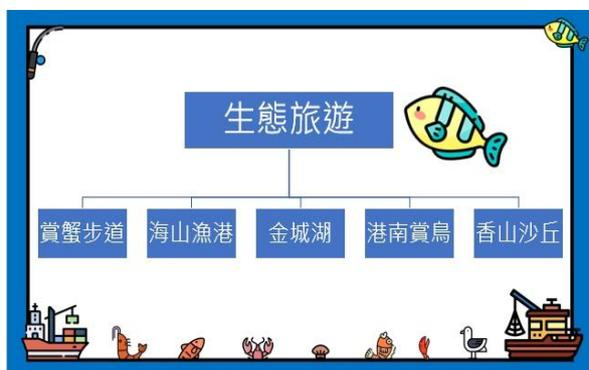 生態旅遊
賞蟹步道
海山漁港
金城湖
港南賞鳥
香山沙丘